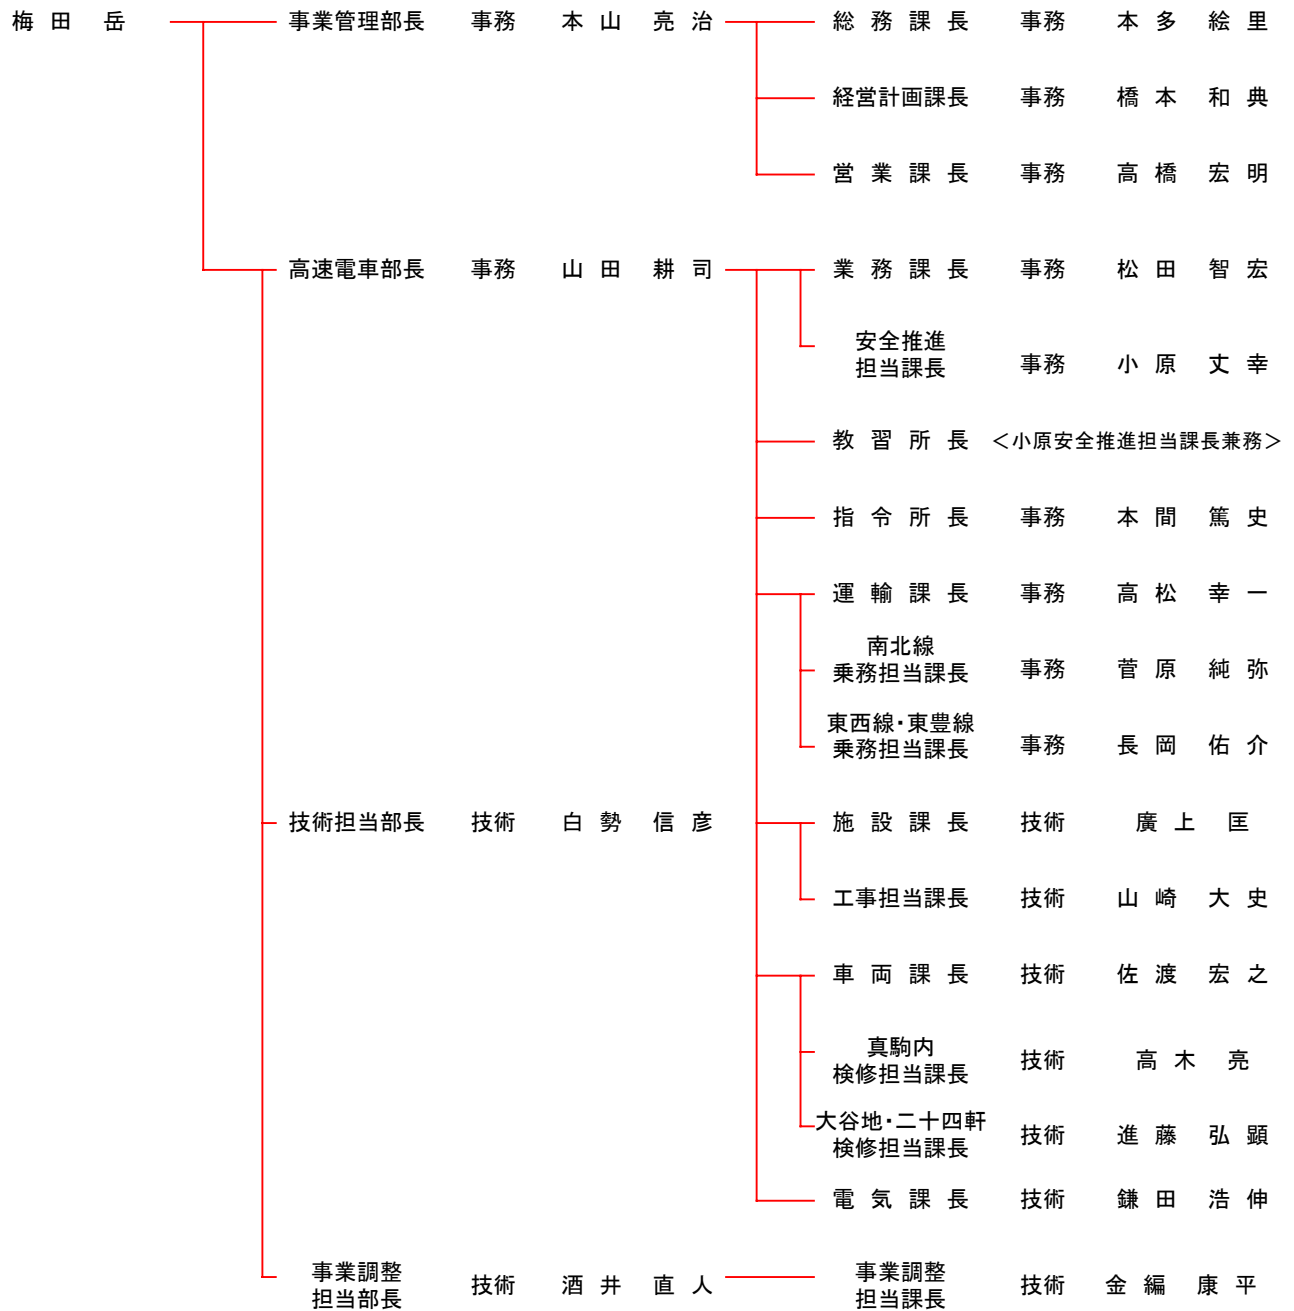 梅田 岳 事業管理部長 事務 本山 亮治 総務課長 事務 本多 絵里
経営計画課長 事務 橋本 和典
営業課長 事務 高橋 宏明
高速電車部長 事務 山田 耕司 業務課長 事務 松田 智宏
安全推進
担当課長 事務 小原 丈幸
教習所長 <小原安全推進担当課長兼務>
指令所長 事務 本間 篤史
運輸課長 事務 高松 幸一
南北線
乗務担当課長 事務 菅原 純弥
東西線・東豊線
乗務担当課長 事務 長岡 佑介
技術担当部長 技術 白勢 信彦 施設課長 技術 廣上 匡
工事担当課長 技術 山崎 大史
車両課長 技術 佐渡 宏之
真駒内
検修担当課長 技術 高木 亮
大谷地・二十四軒
検修担当課長 技術 進藤 弘顕
電気課長 技術 鎌田 浩伸
事業調整
担当部長 技術 酒井 直人 事業調整
担当課長 技術 金編 康平